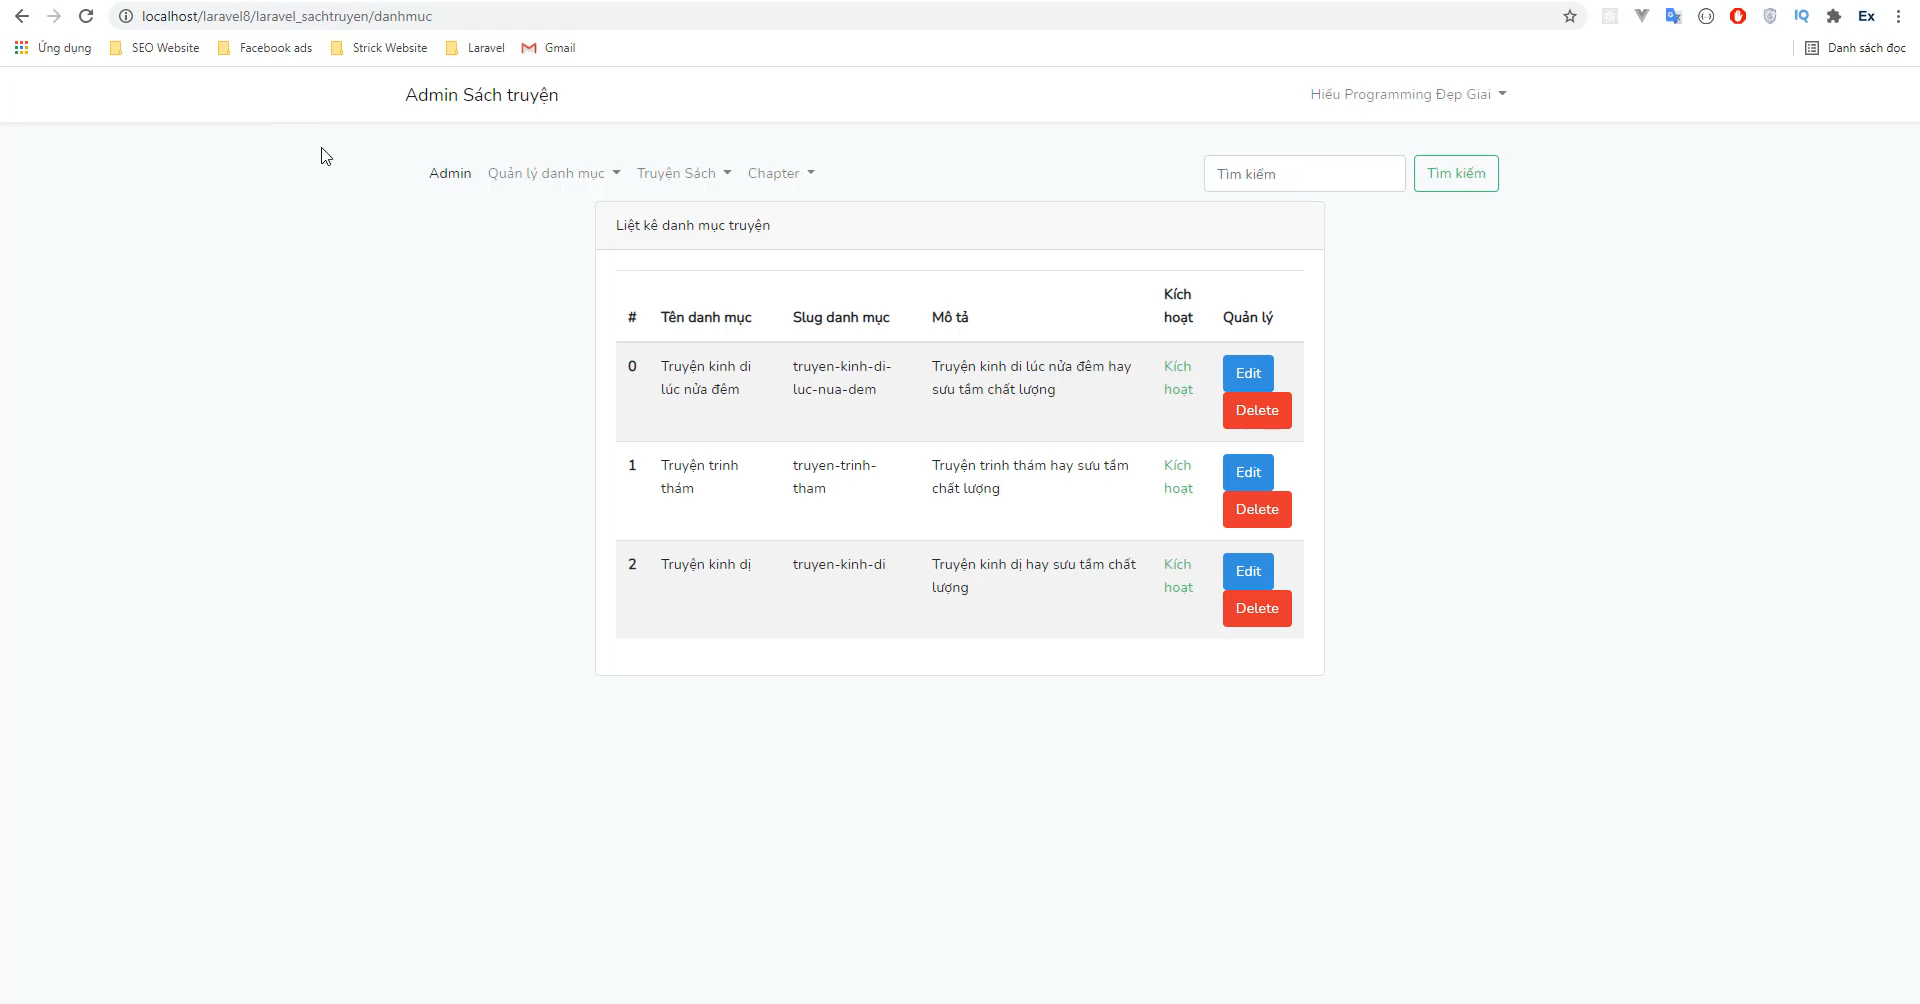 localhost/laravel8/laravel_sachtruyen/danhmuc
IQ
Ex
Ứng dụng SEO Website Facebook ads Strick Website Laravel Gmail Danh sách đọc
Admin Sách truyện Hiếu Programming Đẹp Giai
Admin Quản lý danh mục Truyện Sách Chapter Tìm kiếm Tìm kiếm
Liệt kê danh mục truyện
Kích
# Tên danh mục Slug danh mục Mô tả hoạt Quản lý
0 Truyện kinh di truyen-kinh-di- Truyện kinh di lúc nửa đêm hay Kích Edit
lúc nửa đêm luc-nua-dem sưu tầm chất lượng hoạt
Delete
1 Truyện trinh truyen-trinh- Truyện trinh thám hay sưu tầm Kích Edit
thám tham chất lượng hoạt
Delete
2 Truyện kinh dị truyen-kinh-di Truyện kinh dị hay sưu tầm chất Kích Edit
lượng hoạt
Delete